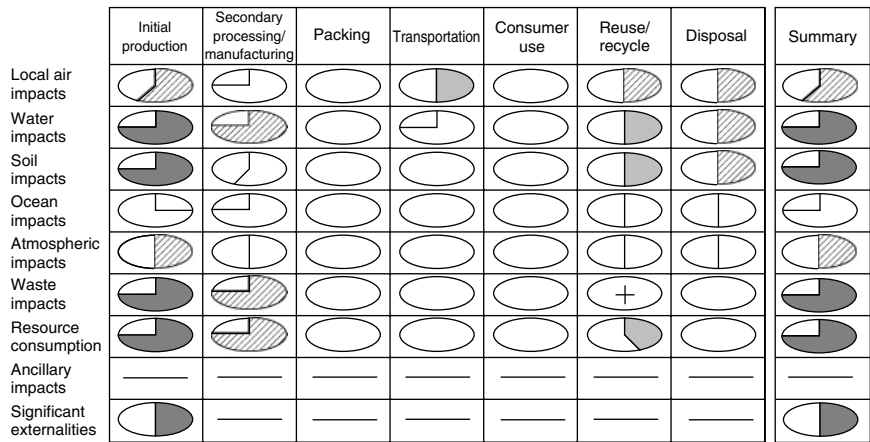 Initial
production
Secondary
processing/
manufacturing
Packing
Transportation
Consumer
use
Reuse/
recycle
Disposal
Summary
Local air
impacts
Water
impacts
Soil
impacts
Ocean
impacts
Atmospheric
impacts
Waste
impacts
+
Resource
consumption
Ancillary
impacts
Significant
externalities